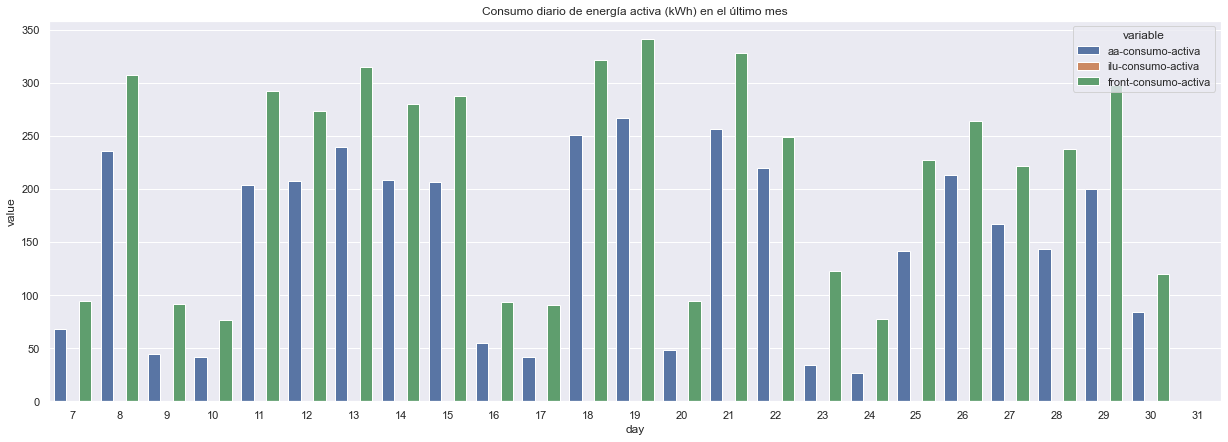 Consumo diario de energía activa (kWh) en el último mes
variable
aa-consumo-activa
ilu-consumo-activa
front-consumo-activa
350
300
250
200
150
100
50
0
value
7 8 9 10 11 12 13 14 15 16 17 18 19 20 21 22 23 24 25 26 27 28 29 30 31
day